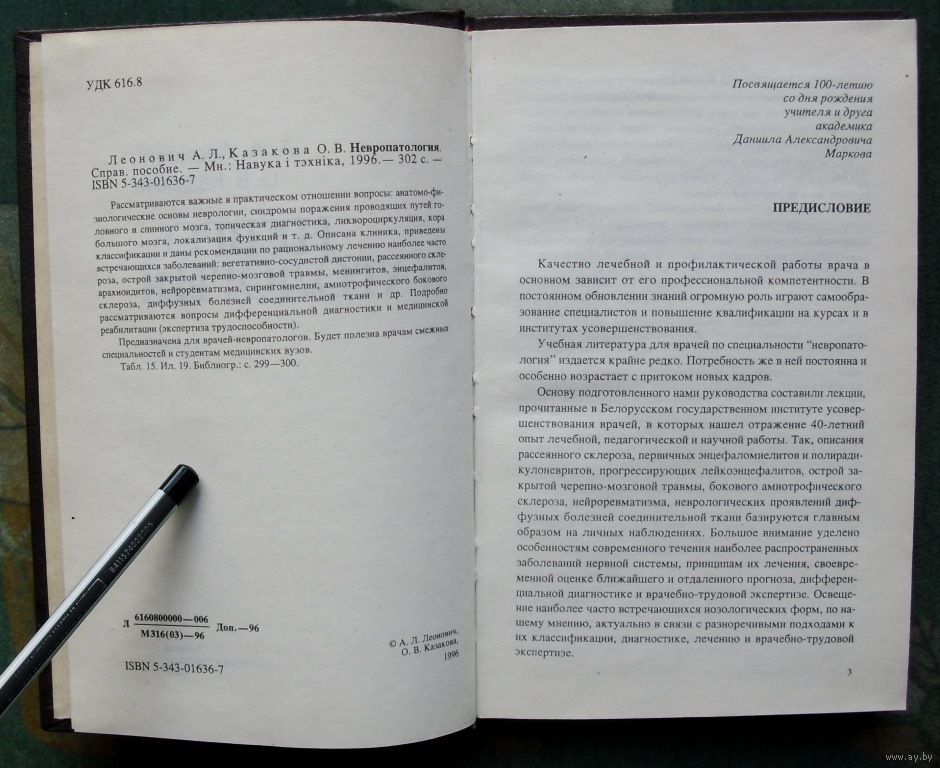 УДК 616.8
Леонович А. Л., Казакова О. В. Невропатология.
Справ. пособие. — Мн.: Навука і тэхніка, 1996. — 302 с. —
ISBN 5-343-01636-7
Рассматриваются важные в практическом отношении вопросы: анатомо-фи-
зиологические основы неврологии, синдромы поражения проводящих путей го-
ловного и спинного мозга, топическая диагностика, ликвороциркуляция, кора
большого мозга, локализация функций и т. д. Описана клиника, приведены
классификации и даны рекомендации по рациональному лечению наиболее часто
встречающихся заболеваний: вегетативно-сосудистой дистонии, рассеянного скле-
роза, острой закрытой черепно-мозговой травмы, менингитов, энцефалитов,
арахноидитов, нейроревматизма, сирингомиелии, амиотрофического бокового
склероза, диффузных болезней соединительной ткани и др. Подробно
рассматриваются вопросы дифференциальной диагностики и медицинской
реабилитации (экспертиза трудоспособности).
Предназначена для врачей-невропатологов. Будет полезна врачам смежных
специальностей и студентам медицинских вузов.
Табл. 15. Ил. 19. Библиогр.: с. 299—300.
8411574003995
Л 6160800000—006 Доп.—96
М316(03)—96
© А. Л. Леонович,
О. В. Казакова,
1996
ISBN 5-343-01636-7
Посвящается 100-летию
со дня рождения
учителя и друга
академика
Даниила Александровича
Маркова
ПРЕДИСЛОВИЕ
Качество лечебной и профилактической работы врача в
основном зависит от его профессиональной компетентности. В
постоянном обновлении знаний огромную роль играют самообра-
зование специалистов и повышение квалификации на курсах и в
институтах усовершенствования.
Учебная литература для врачей по специальности “невропато-
логия” издается крайне редко. Потребность же в ней постоянна и
особенно возрастает с притоком новых кадров.
Основу подготовленного нами руководства составили лекции,
прочитанные в Белорусском государственном институте усовер-
шенствования врачей, в которых нашел отражение 40-летний
опыт лечебной, педагогической и научной работы. Так, описания
рассеянного склероза, первичных энцефаломиелитов и полиради-
кулоневритов, прогрессирующих лейкоэнцефалитов, острой за-
крытой черепно-мозговой травмы, бокового амиотрофического
склероза, нейроревматизма, неврологических проявлений диф-
фузных болезней соединительной ткани базируются главным
образом на личных наблюдениях. Большое внимание уделено
особенностям современного течения наиболее распространенных
заболеваний нервной системы, принципам их лечения, своевре-
менной оценке ближайшего и отдаленного прогноза, дифферен-
циальной диагностике и врачебно-трудовой экспертизе. Освеще-
ние наиболее часто встречающихся нозологических форм, по на-
шему мнению, актуально в связи с разноречивыми подходами к
их классификации, диагностике, лечению и врачебно-трудовой
экспертизе.
3
www.ay.by